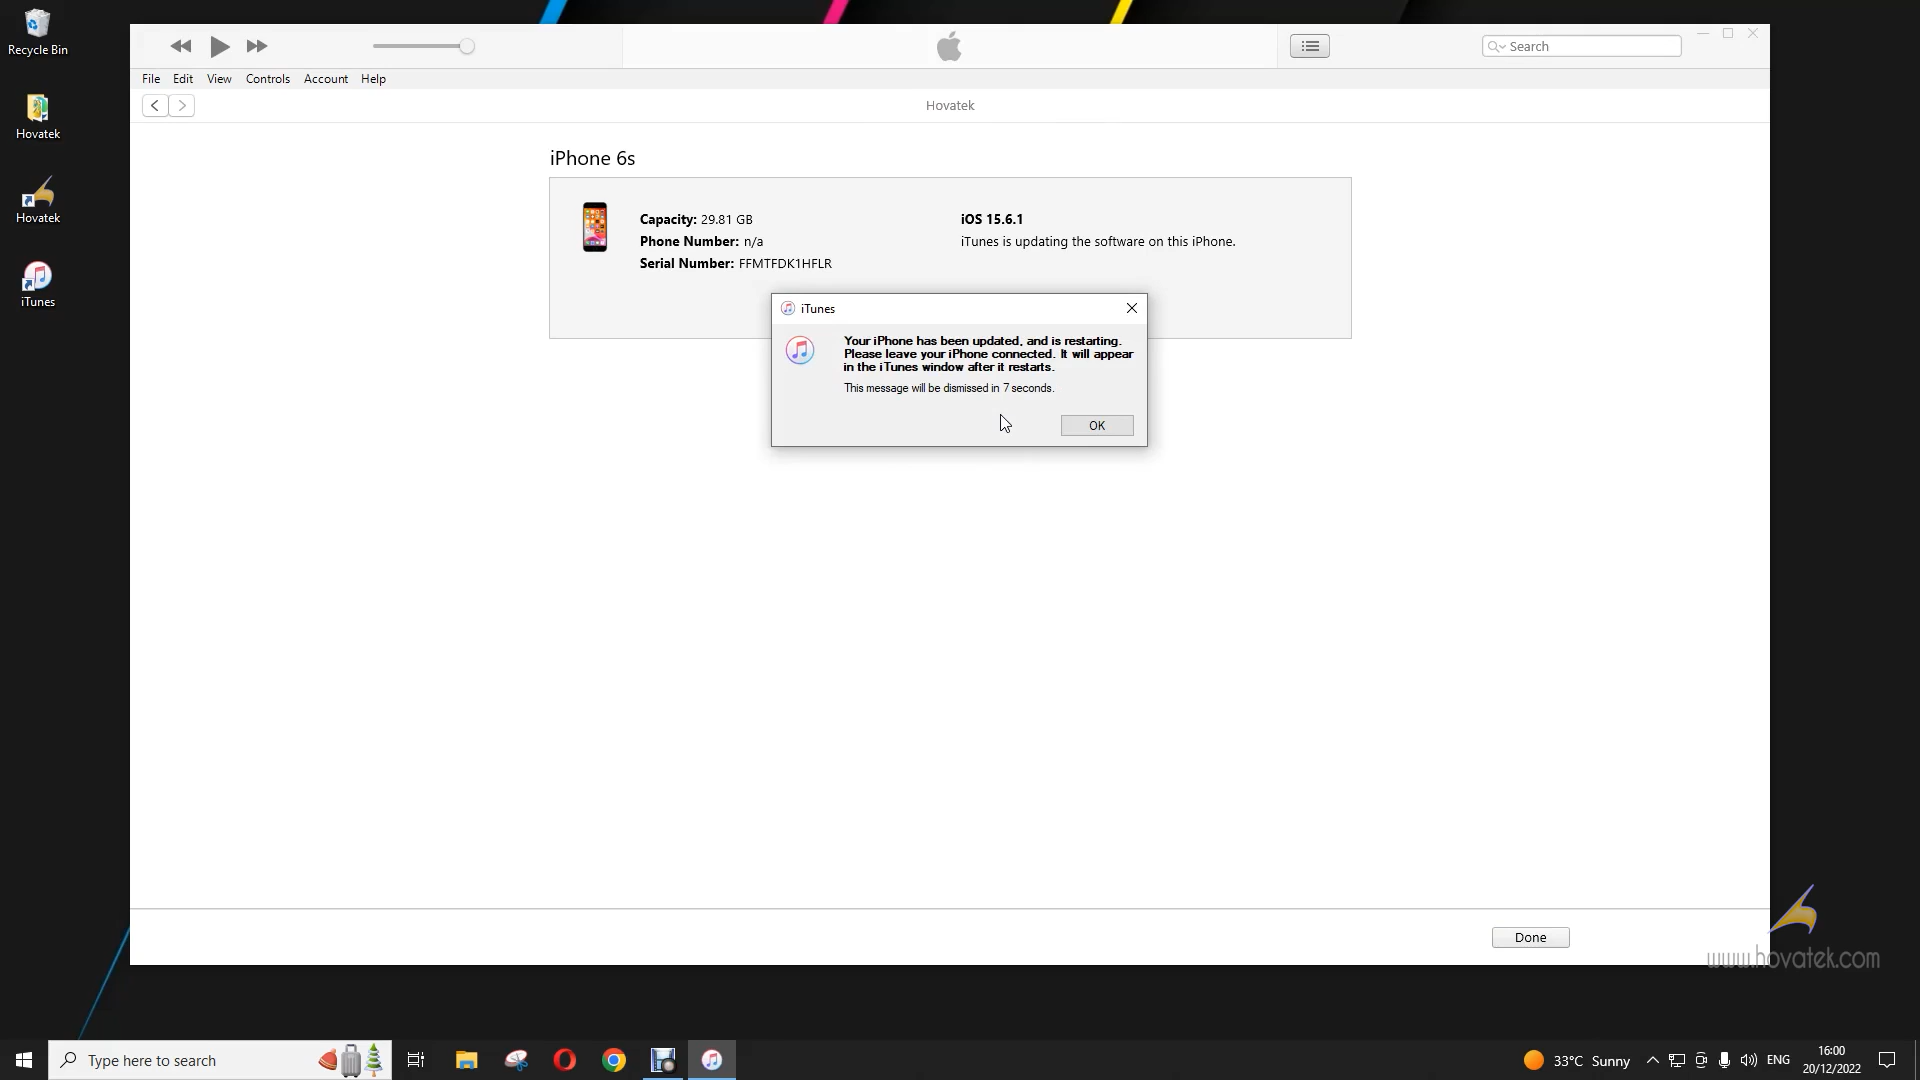 Recycle Bin
Hovatek
Hovatek
iTunes
Search
File Edit View Controls Account Help
Hovatek
iPhone 6s
Capacity: 29.81 GB
Phone Number: n/a
Serial Number: FFMTFDK1HFLR
iOS 15.6.1
iTunes is updating the software on this iPhone.
iTunes
Your iPhone has been updated, and is restarting.
Please leave your iPhone connected. It will appear
in the iTunes window after it restarts.
This message will be dismissed in 7 seconds.
OK
Done
www.hovatek.com
Type here to search
33°C Sunny
ENG
16:00
20/12/2022